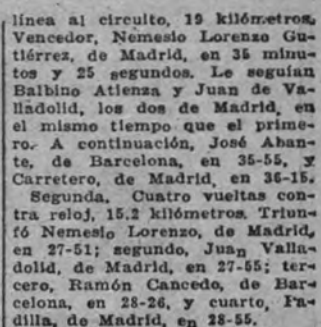 línea al circuito, 19 kilómetros.
Vencedor, Nemesio Lorenzo Gu-
tiérrez, de Madrid, en 35 minu-
tos y 25 segundos. Le seguían
Balbino Atienza y Juan de Va-
lladolid, los dos de Madrid, en
el mismo tiempo que el prime-
ro. A continuación, José Aban-
te, de Barcelona, en 35-55, y
Carretero, de Madrid, en 36-15.
Segunda. Cuatro vueltas con-
tra reloj, 15,2 kilómetros. Triun-
fó Nemesio Lorenzo, de Madrid,
en 27-51; segundo, Juan Valla-
dolid, de Madrid, en 27-55; ter-
cero, Ramón Cancedo, de Bar-
celona, en 28-26, y cuarto, Pa-
dilla, de Madrid, en 28-55.